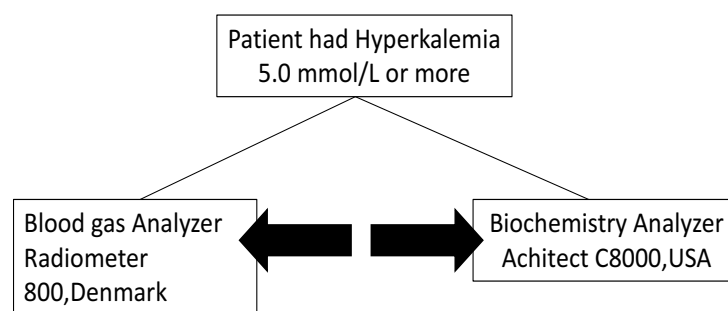 Patient had Hyperkalemia
5.0 mmol/L or more
Blood gas Analyzer
Radiometer
800,Denmark
Biochemistry Analyzer
Achitect C8000,USA